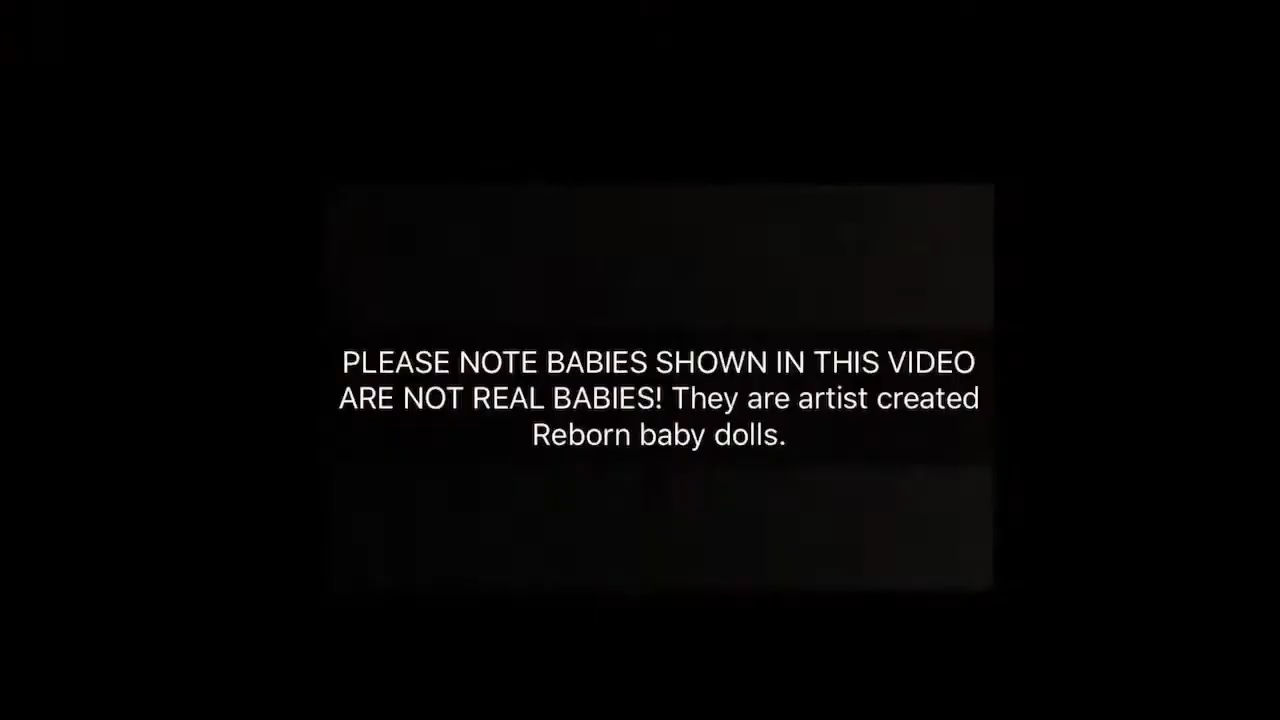 PLEASE NOTE BABIES SHOWN IN THIS VIDEO
ARE NOT REAL BABIES! They are artist created
Reborn baby dolls.